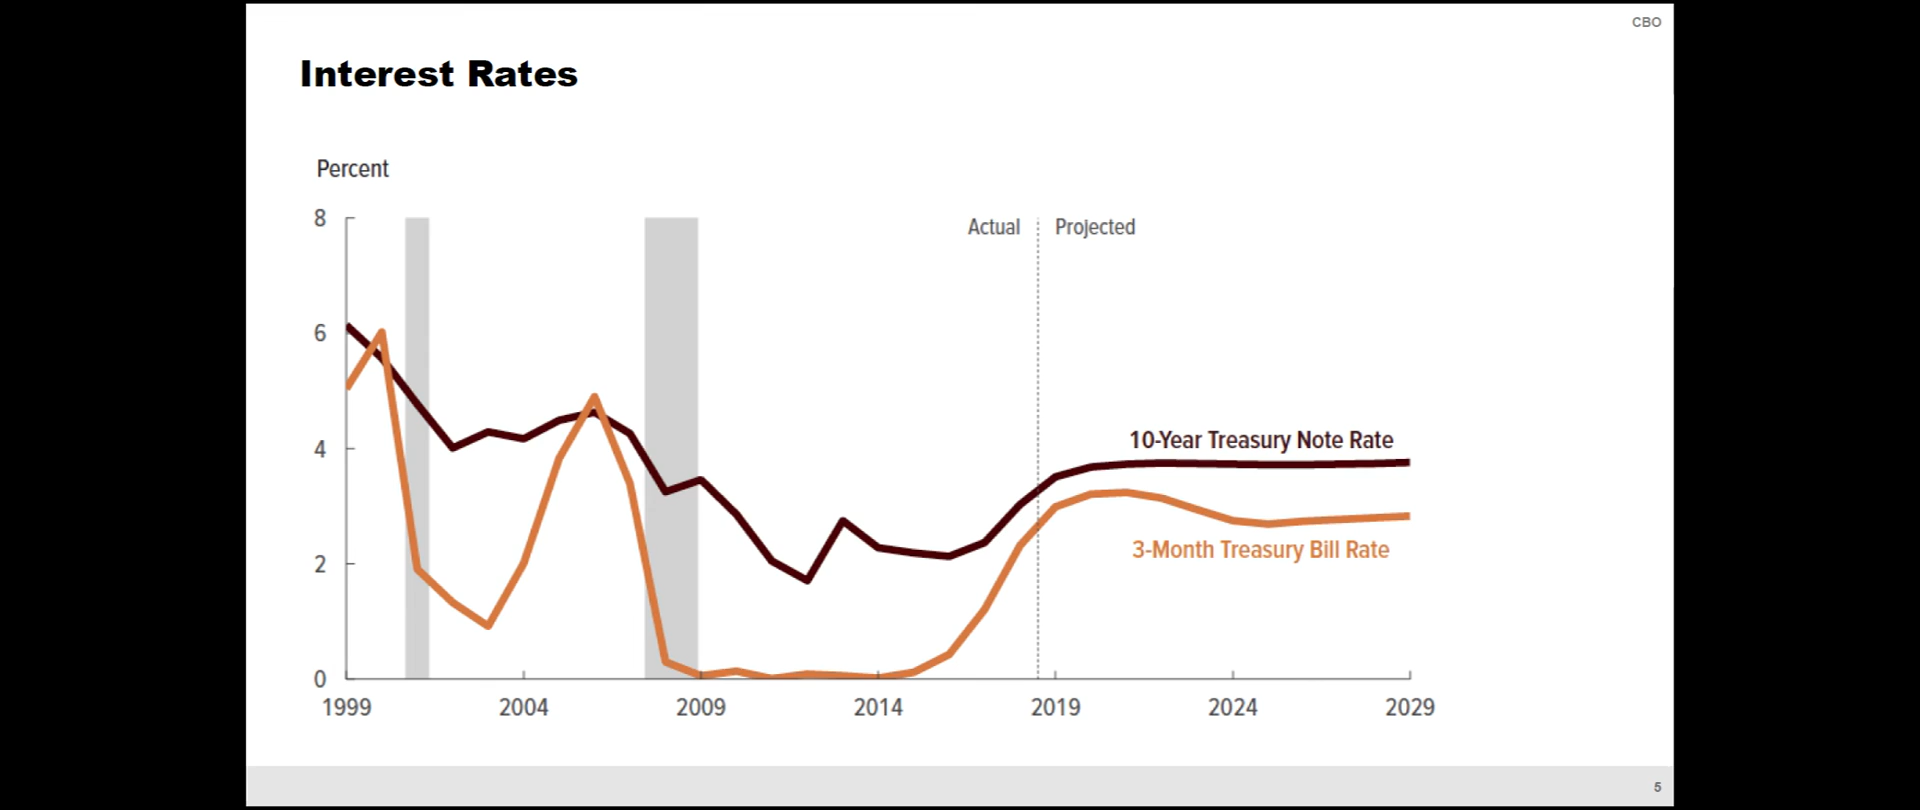 CBO
Interest Rates
Percent
8
Actual Projected
6
10-Year Treasury Note Rate
4
3-Month Treasury Bill Rate
2
0
1999 2004 2009 2014 2019 2024 2029
5